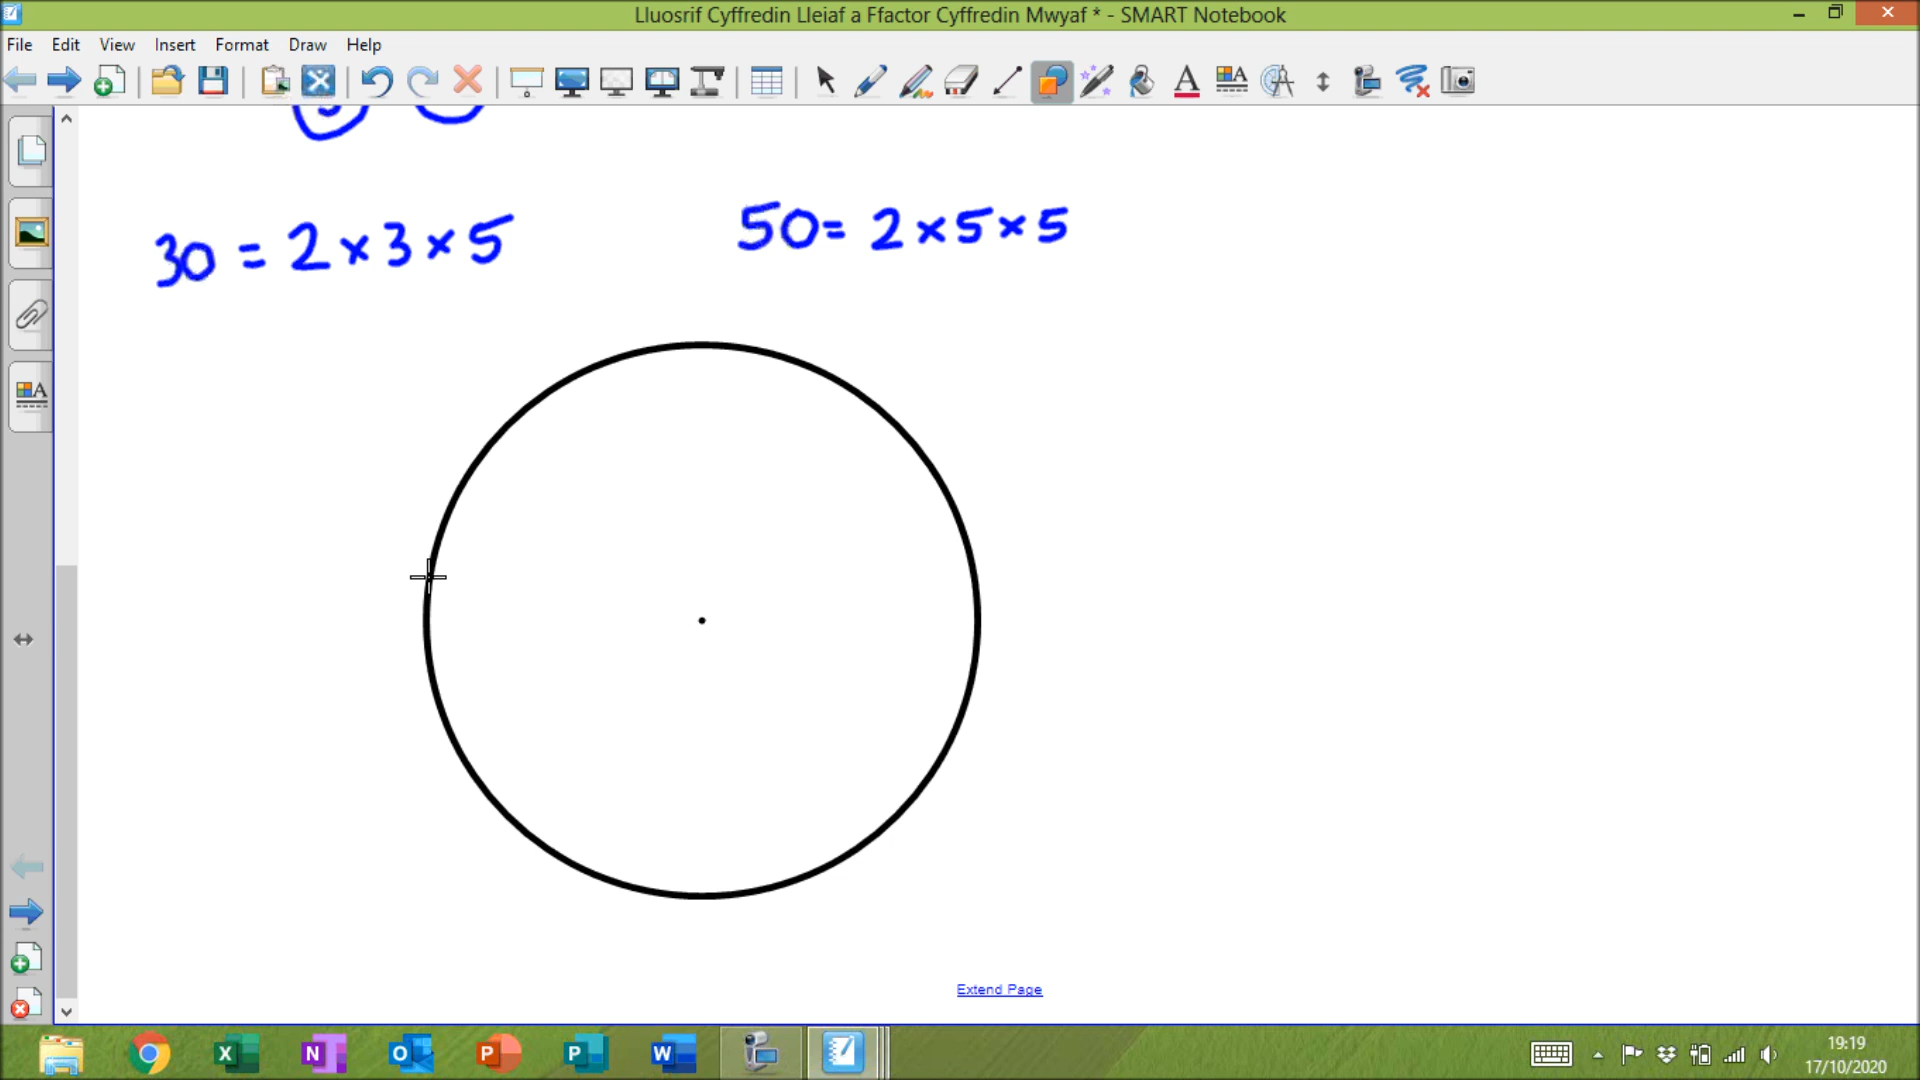 Lluosrif Cyffredin Lleiaf a Ffactor Cyffredin Mwyaf * - SMART Notebook
File Edit View Insert Format Draw Help
30 = 2 × 3 × 5
50 = 2 × 5 × 5
Extend Page
19:19
17/10/2020